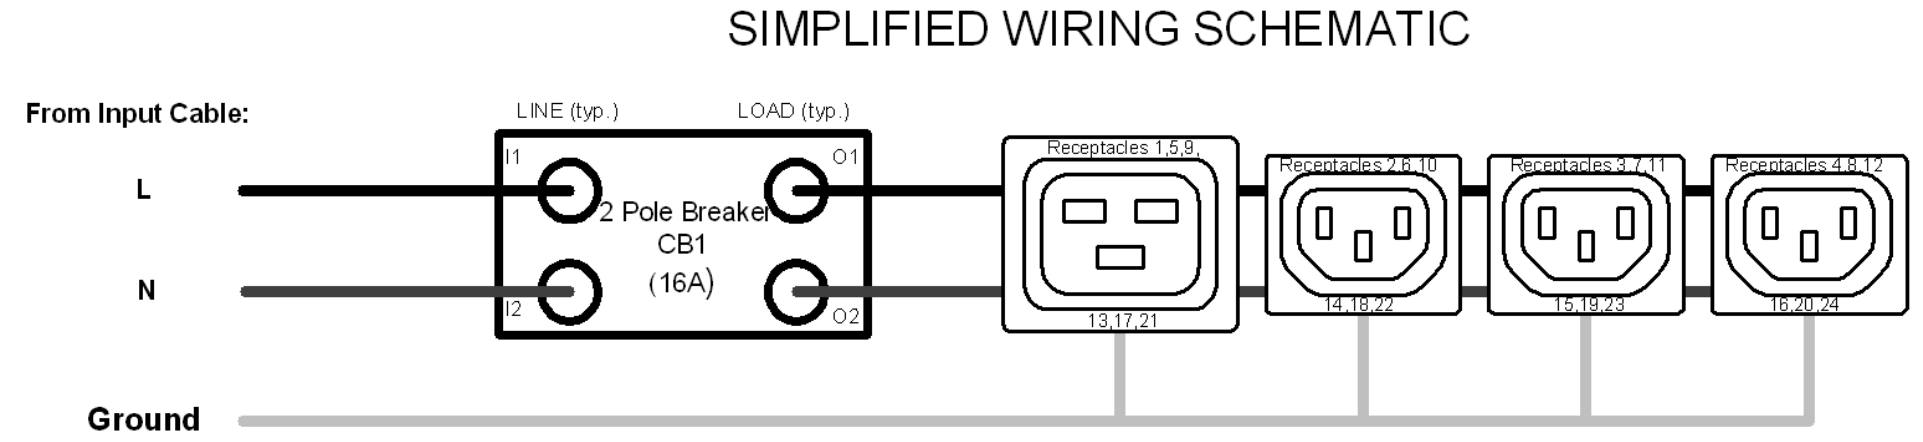 SIMPLIFIED WIRING SCHEMATIC
From Input Cable:
LINE (typ.)
LOAD (typ.)
I1
O1
L
2 Pole Breaker
CB1
(16A)
N
I2
O2
Receptacles 1,5,9,
13,17,21
Receptacles 2,6,10
14,18,22
Receptacles 3,7,11
15,19,23
Receptacles 4,8,12
16,20,24
Ground